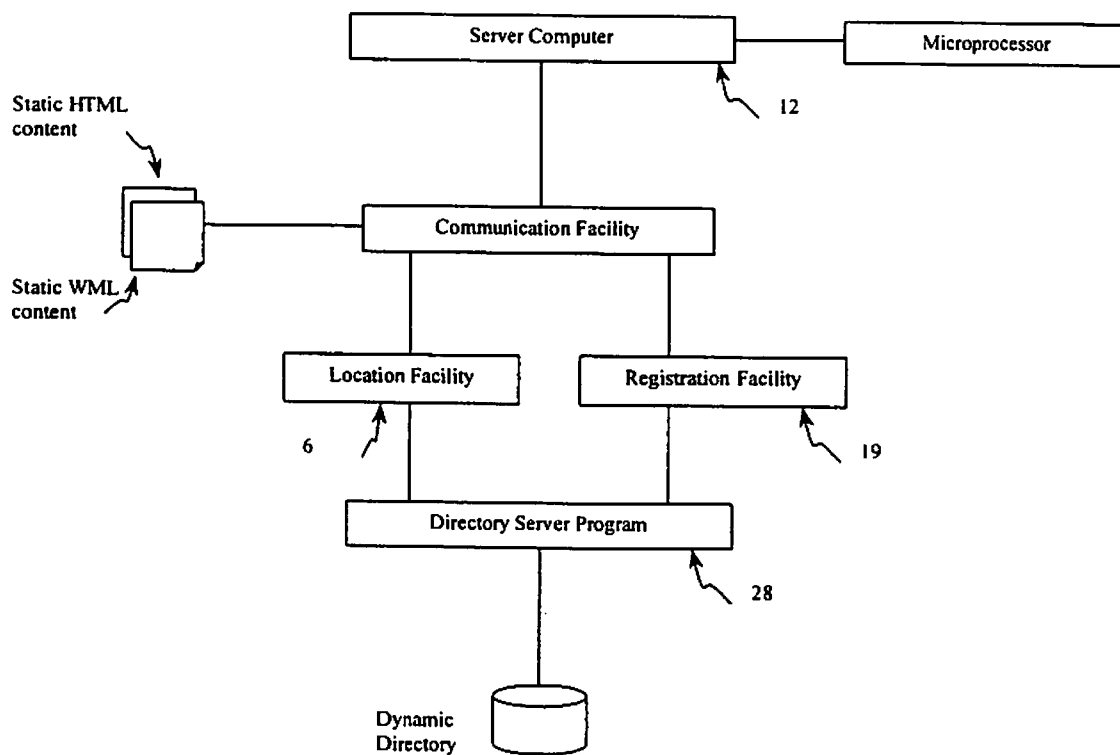 Server Computer
Microprocessor
12
Static HTML
content
Communication Facility
Static WML
content
Location Facility
Registration Facility
6
19
Directory Server Program
28
Dynamic
Directory